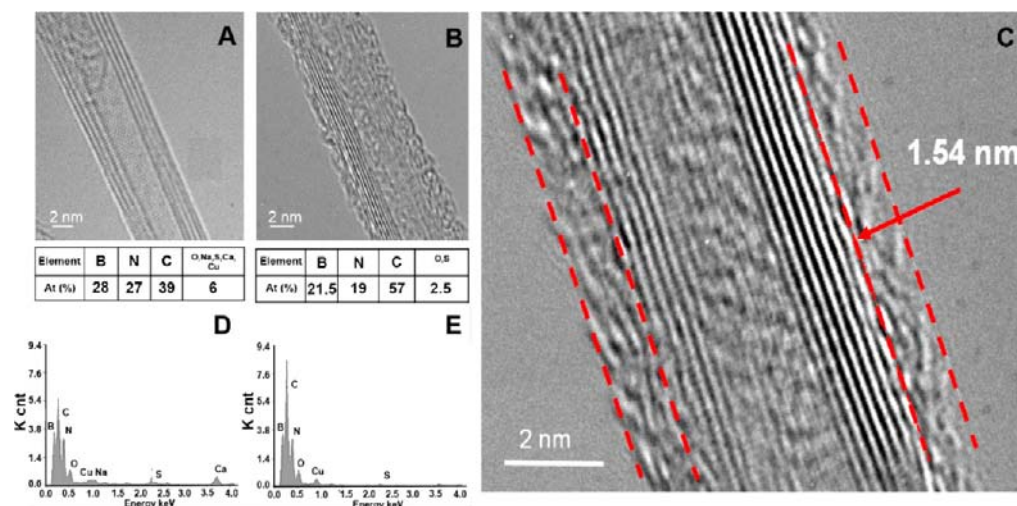 A
2 nm
B
2 nm
C
1.54 nm
2 nm
Element B N C O,Na,S,Ca, Cu
At (%) 28 27 39 6
Element B N C O,S
At (%) 21.5 19 57 2.5
D
K cnt
9.4
7.6
5.4
3.6
1.8
0.0
B C N O Cu Na S Ca
0.0 0.5 1.0 1.5 2.0 2.5 3.0 3.5 4.0
Energy keV
E
K cnt
9.4
7.6
5.4
3.6
1.8
0.0
B C N O Cu S
0.0 0.5 1.0 1.5 2.0 2.5 3.0 3.5 4.0
Energy keV